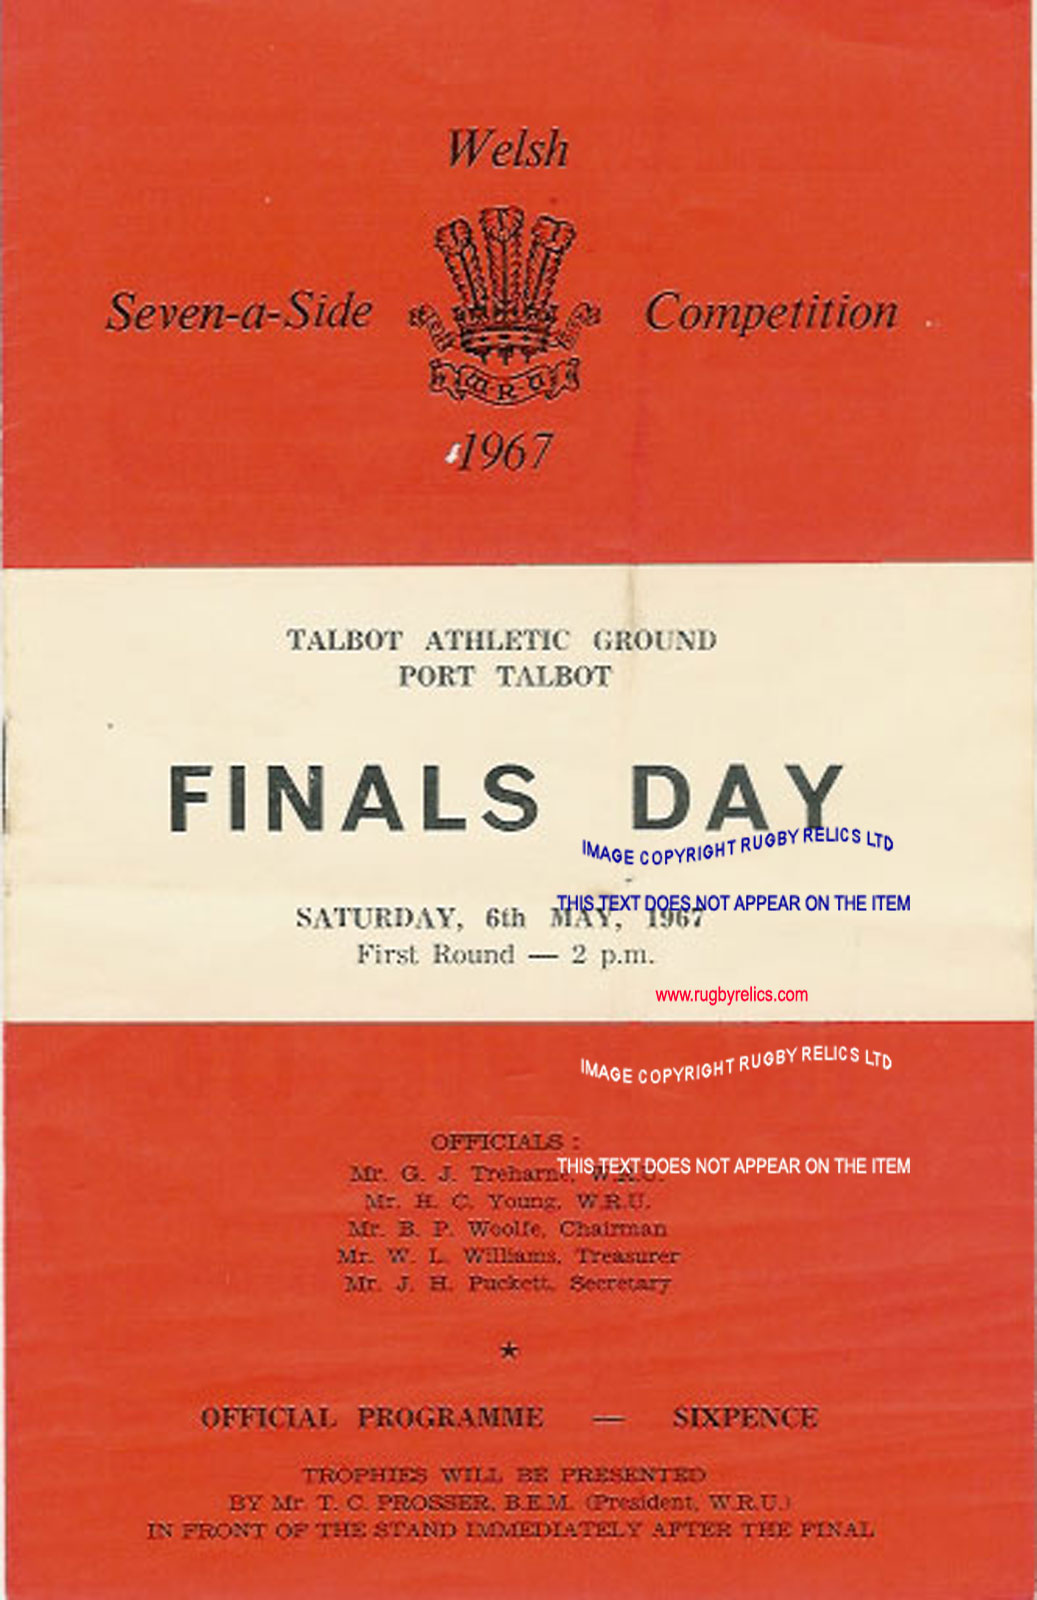 Welsh
Seven-a-Side Competition
W.R.U
1967
TALBOT ATHLETIC GROUND
PORT TALBOT
FINALS DAY
IMAGE COPYRIGHT RUGBY RELICS LTD
THIS TEXT DOES NOT APPEAR ON THE ITEM
SATURDAY, 6th MAY, 1967
First Round — 2 p.m.
www.rugbyrelics.com
IMAGE COPYRIGHT RUGBY RELICS LTD
OFFICIALS :
THIS TEXT DOES NOT APPEAR ON THE ITEM
Mr. G. J. Treharne, W.R.U.
Mr. H. C. Young, W.R.U.
Mr. B. P. Woolfe, Chairman
Mr. W. L. Williams, Treasurer
Mr. J. H. Puckett, Secretary
OFFICIAL PROGRAMME — SIXPENCE
TROPHIES WILL BE PRESENTED
BY Mr. T. C. PROSSER, B.E.M. (President, W.R.U.)
IN FRONT OF THE STAND IMMEDIATELY AFTER THE FINAL